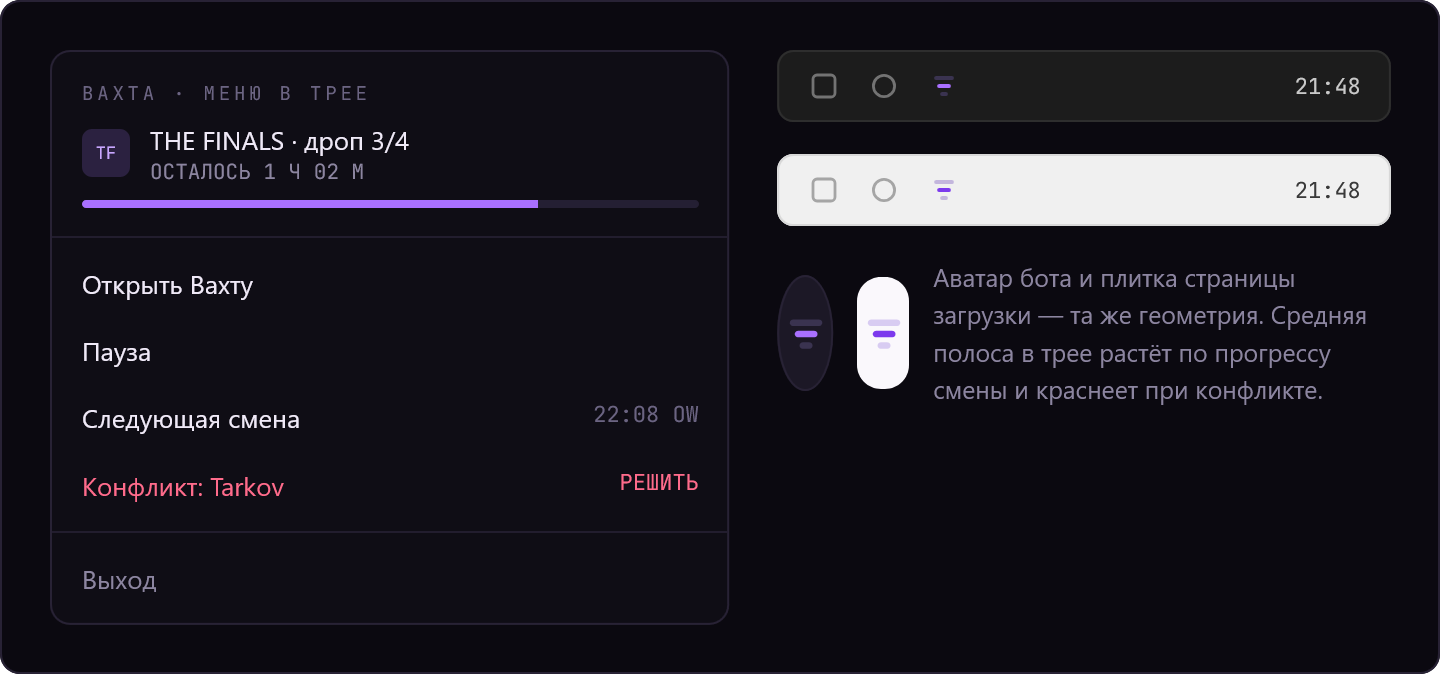 ВАХТА · МЕНЮ В ТРЕЕ
TF
THE FINALS · дроп 3/4
ОСТАЛОСЬ 1 Ч 02 М
Открыть Вахту
Пауза
Следующая смена 22:08 OW
Конфликт: Tarkov РЕШИТЬ
Выход
21:48
21:48
Аватар бота и плитка страницы
загрузки — та же геометрия. Средняя
полоса в трее растёт по прогрессу
смены и краснеет при конфликте.